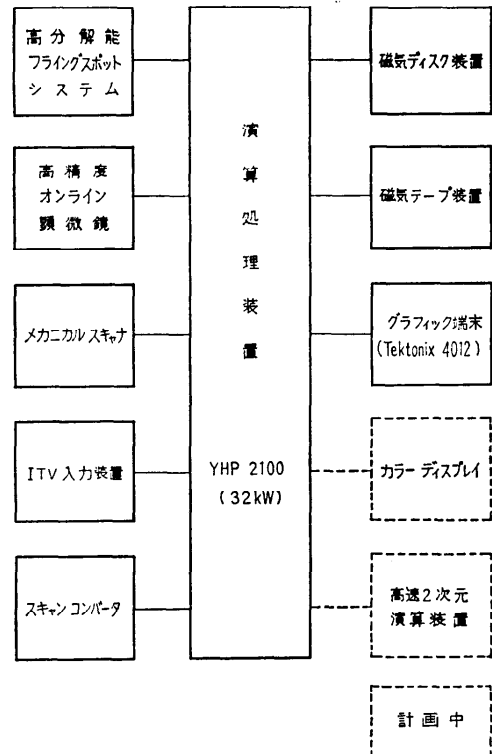 高分解能
フライングスポット
システム
高精度
オンライン
顕微鏡
メカニカルスキャナ
ITV入力装置
スキャンコンバータ
演算処理装置
YHP 2100
(32kW)
磁気ディスク装置
磁気テープ装置
グラフィック端末
(Tektonix 4012)
カラーディスプレイ
高速2次元
演算装置
計画中